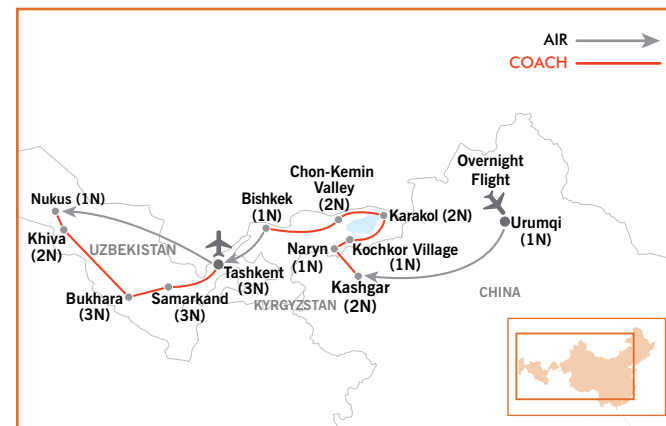 AIR
COACH
Overnight
Flight
Chon-Kemin
Valley
(2N)
Nukus (1N)
Bishkek
(1N)
Karakol (2N)
Urumqi
(1N)
Khiva
(2N)
UZBEKISTAN
Naryn
(1N)
Kochkor Village
(1N)
Tashkent
(3N)
Kashgar
(2N)
Bukhara
(3N)
Samarkand
(3N)
KYRGYZSTAN
CHINA